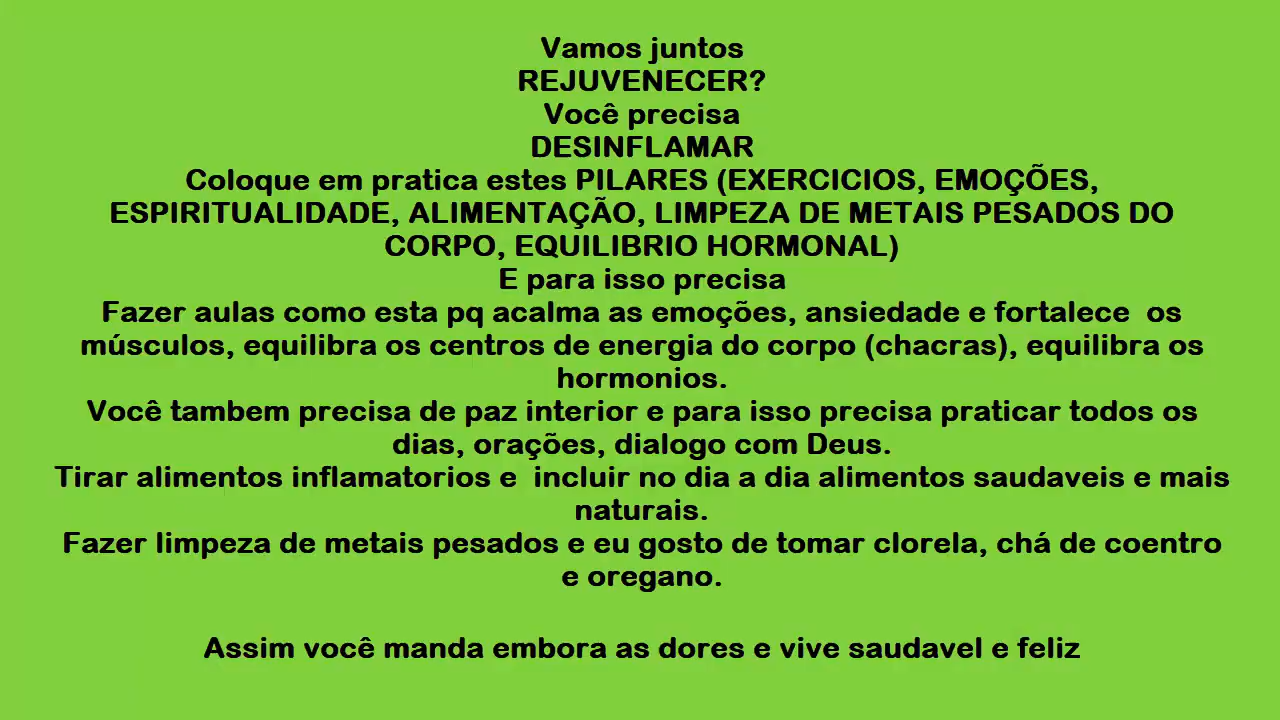 Vamos juntos
REJUVENECER?
Você precisa
DESINFLAMAR
Coloque em pratica estes PILARES (EXERCICIOS, EMOÇÕES,
ESPIRITUALIDADE, ALIMENTAÇÃO, LIMPEZA DE METAIS PESADOS DO
CORPO, EQUILIBRIO HORMONAL)
E para isso precisa
Fazer aulas como esta pq acalma as emoções, ansiedade e fortalece  os
músculos, equilibra os centros de energia do corpo (chacras), equilibra os
hormonios.
Você tambem precisa de paz interior e para isso precisa praticar todos os
dias, orações, dialogo com Deus.
Tirar alimentos inflamatorios e  incluir no dia a dia alimentos saudaveis e mais
naturais.
Fazer limpeza de metais pesados e eu gosto de tomar clorela, chá de coentro
e oregano.
Assim você manda embora as dores e vive saudavel e feliz